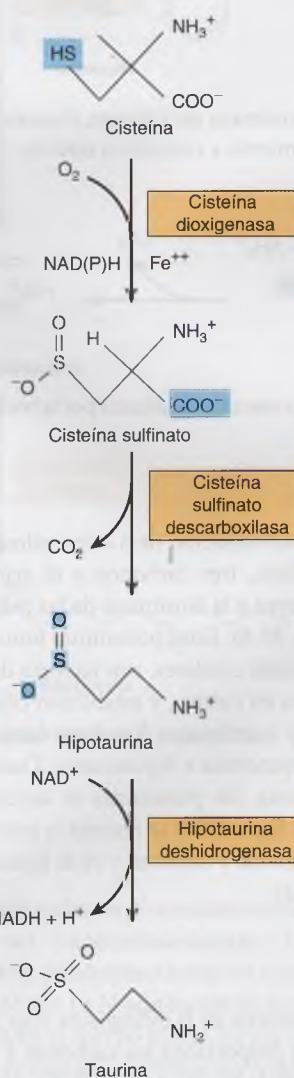 HS
NH₃⁺
COO⁻
Cisteína
O₂
Cisteína
dioxigenasa
NAD(P)H
Fe⁺⁺
O
S
H
NH₃⁺
⁻O
COO⁻
Cisteína sulfinato
Cisteína
sulfinato
descarboxilasa
CO₂
O
S
⁻O
NH₃⁺
Hipotaurina
NAD⁺
Hipotaurina
deshidrogenasa
NADH + H⁺
⁻O
O
S
O
NH₂⁺
Taurina